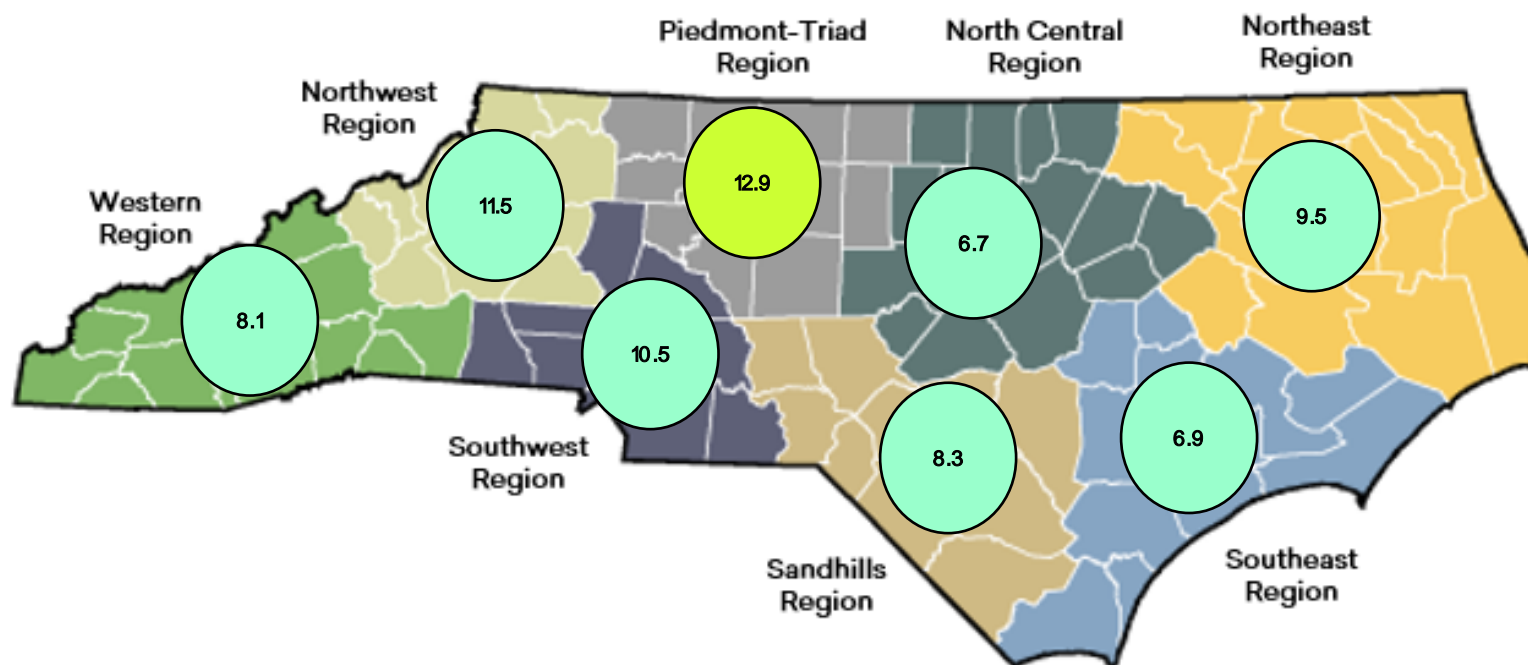 Piedmont-Triad
Region
North Central
Region
Northeast
Region
Northwest
Region
Western
Region
12.9
11.5
6.7
9.5
8.1
10.5
6.9
8.3
Southwest
Region
Sandhills
Region
Southeast
Region